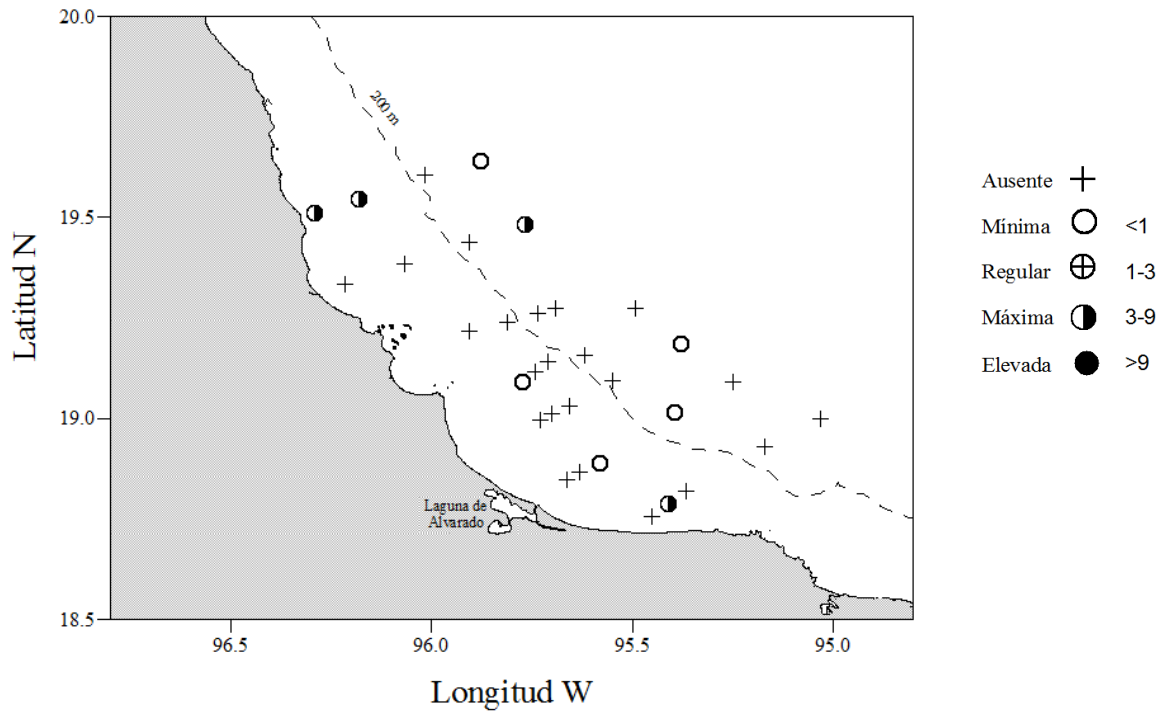 20.0
19.5
19.0
18.5
96.5
96.0
95.5
95.0
Latitud N
Longitud W
200 m
Laguna de
Alvarado
Ausente
Mínima <1
Regular 1-3
Máxima 3-9
Elevada >9